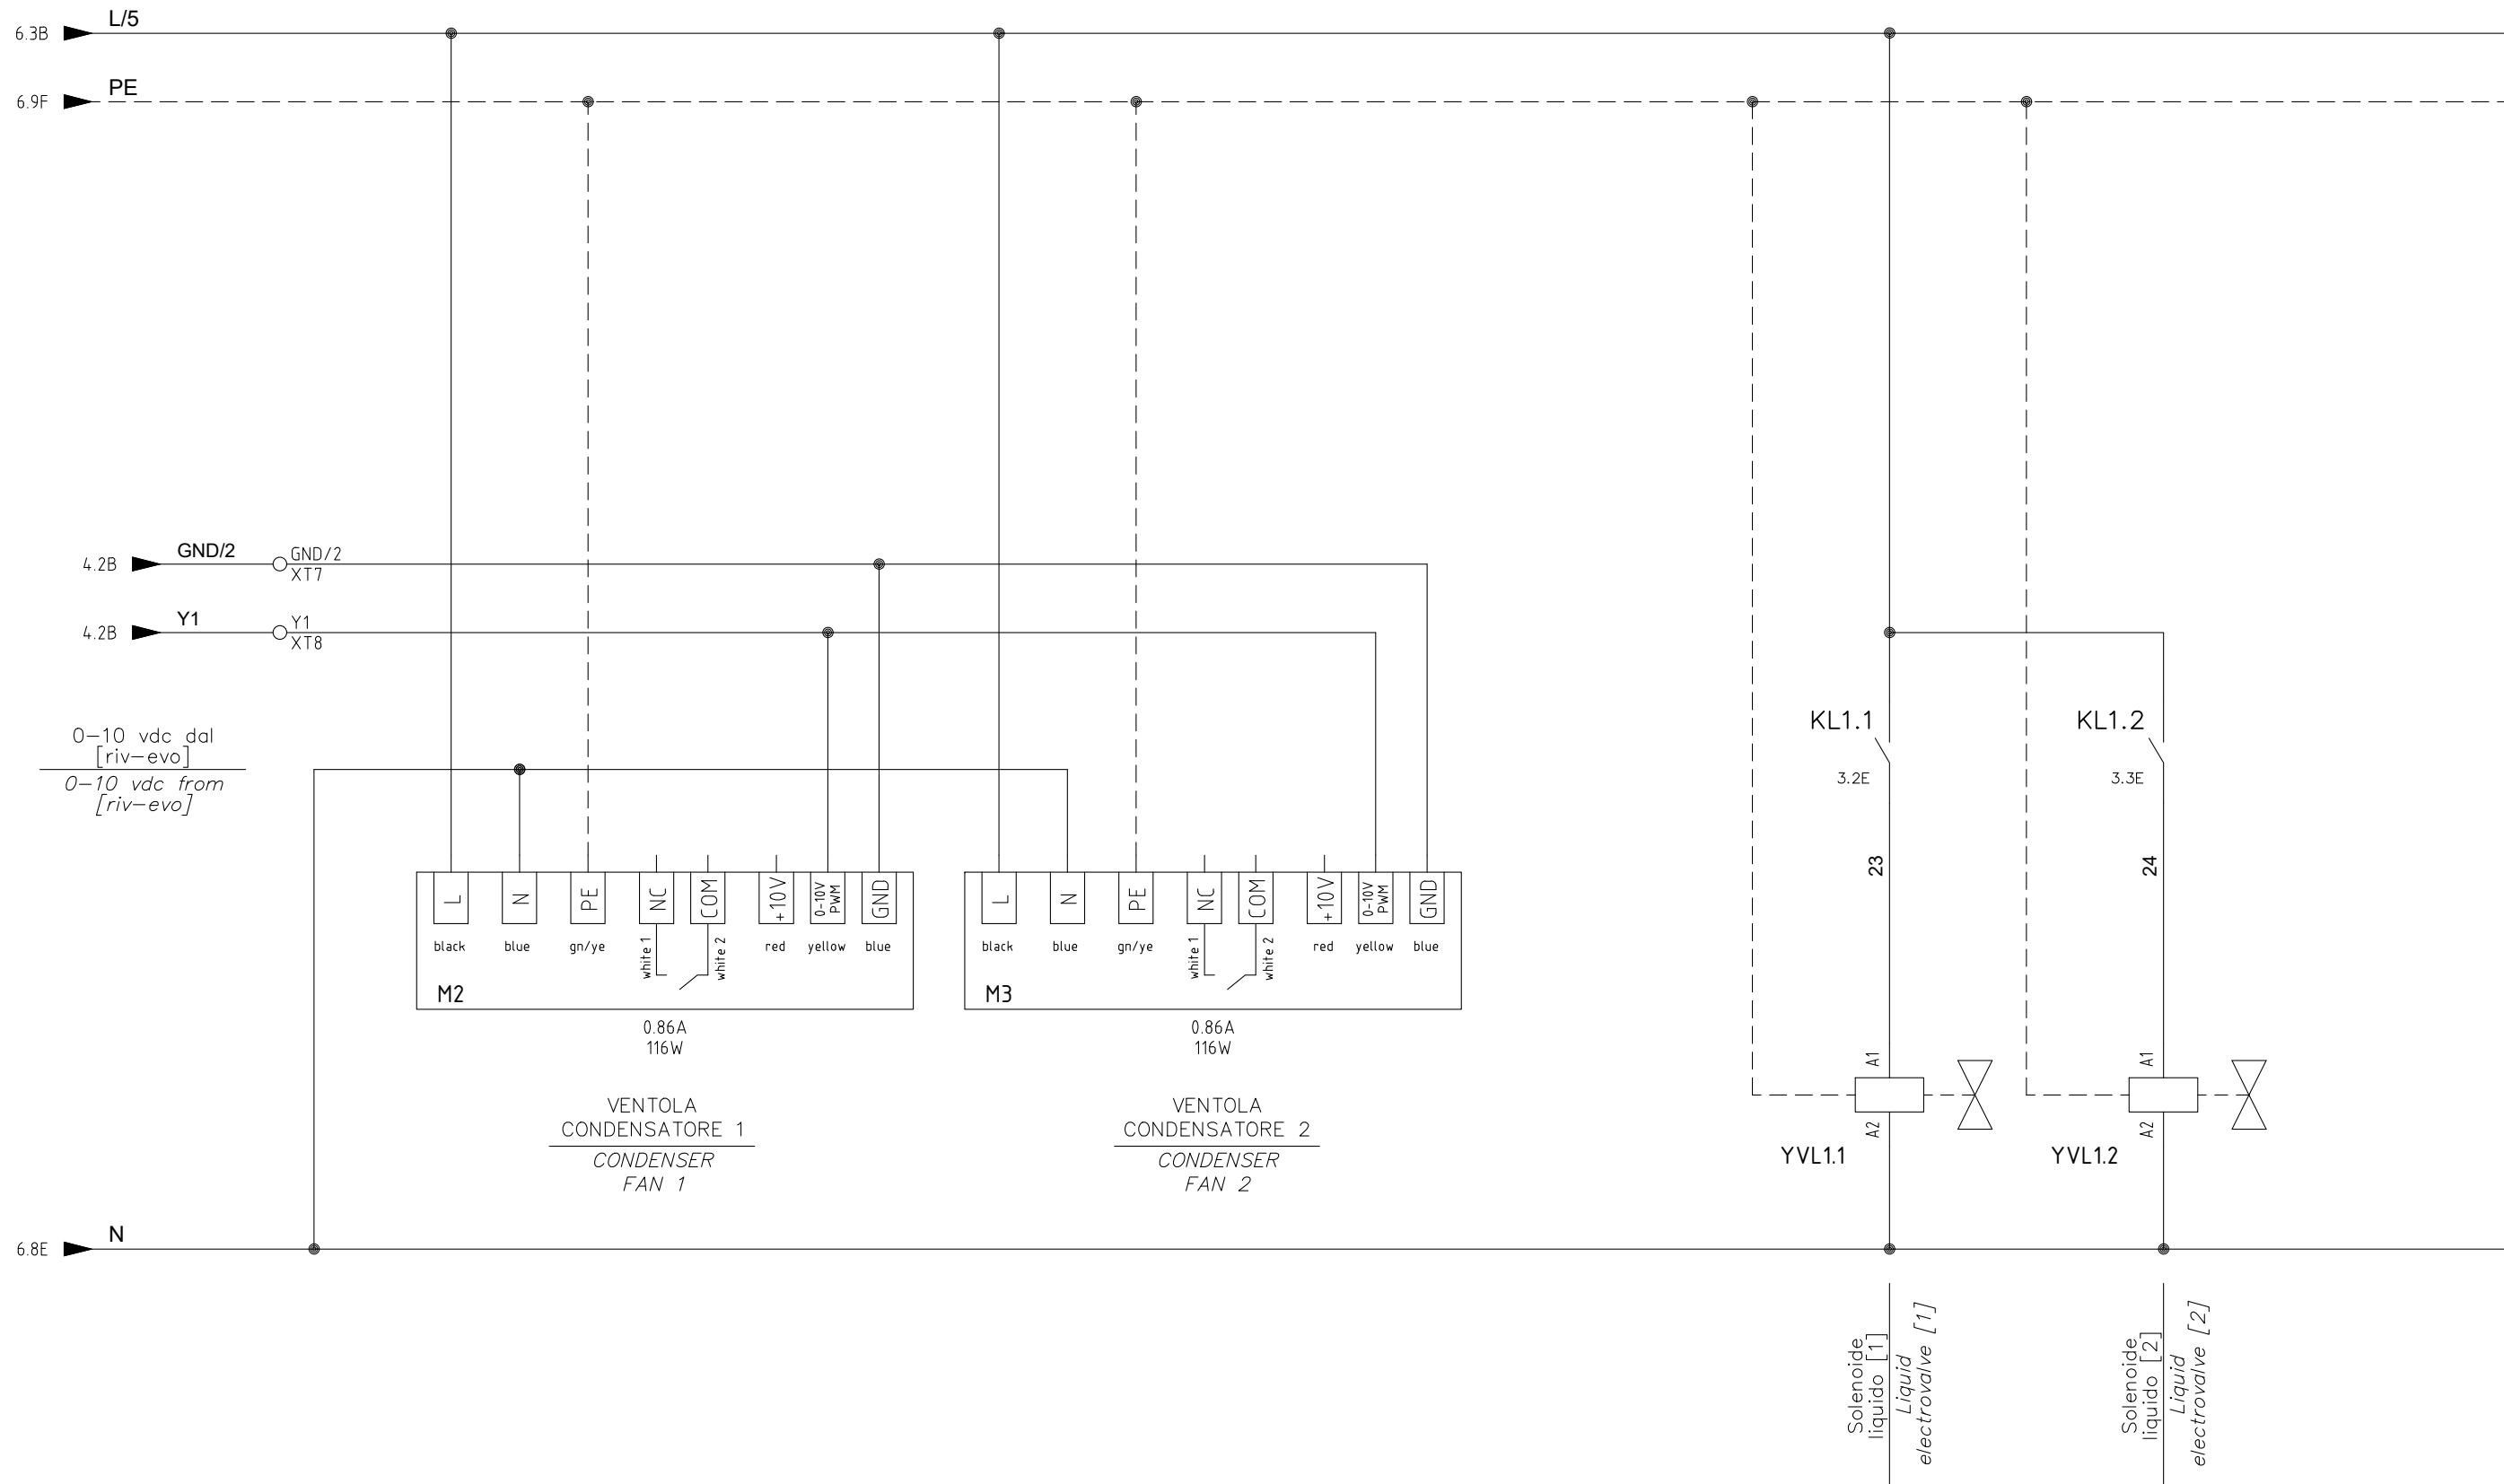 L/5
6.3B
PE
6.9F
GND/2
4.2B
GND/2
XT7
Y1
4.2B
Y1
XT8
0-10 vdc dal
[riv-evo]
0-10 vdc from
[riv-evo]
L
N
PE
NC
COM
+10V
0-10V
PWM
GND
black
blue
gn/ye
white 1
white 2
red
yellow
blue
M2
0.86A
116W
VENTOLA
CONDENSATORE 1
CONDENSER
FAN 1
L
N
PE
NC
COM
+10V
0-10V
PWM
GND
black
blue
gn/ye
white 1
white 2
red
yellow
blue
M3
0.86A
116W
VENTOLA
CONDENSATORE 2
CONDENSER
FAN 2
KL1.1
3.2E
23
A1
A2
YVL1.1
KL1.2
3.3E
24
A1
A2
YVL1.2
N
6.8E
Solenoide
liquido [1]
Liquid
electrovalve [1]
Solenoide
liquido [2]
Liquid
electrovalve [2]